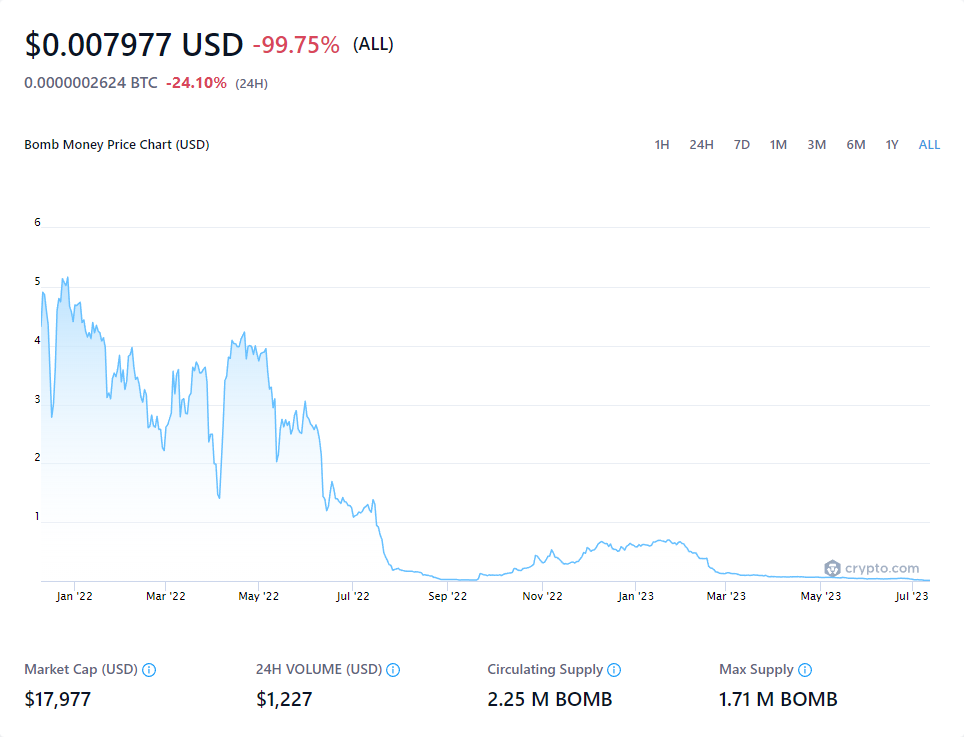 $0.007977 USD -99.75% (ALL)
0.0000002624 BTC -24.10% (24H)
Bomb Money Price Chart (USD) 1H 24H 7D 1M 3M 6M 1Y ALL
6
5
4
3
2
1
crypto.com
Jan '22 Mar '22 May '22 Jul '22 Sep '22 Nov '22 Jan '23 Mar '23 May '23 Jul '23
Market Cap (USD) 24H VOLUME (USD) Circulating Supply Max Supply
$17,977 $1,227 2.25 M BOMB 1.71 M BOMB